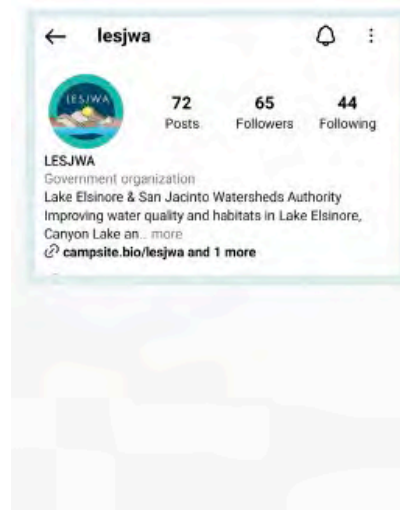 ← lesjwa
LESJWA
72 65 44
Posts Followers Following
LESJWA
Government organization
Lake Elsinore & San Jacinto Watersheds Authority
Improving water quality and habitats in Lake Elsinore,
Canyon Lake an... more
campsite.bio/lesjwa and 1 more